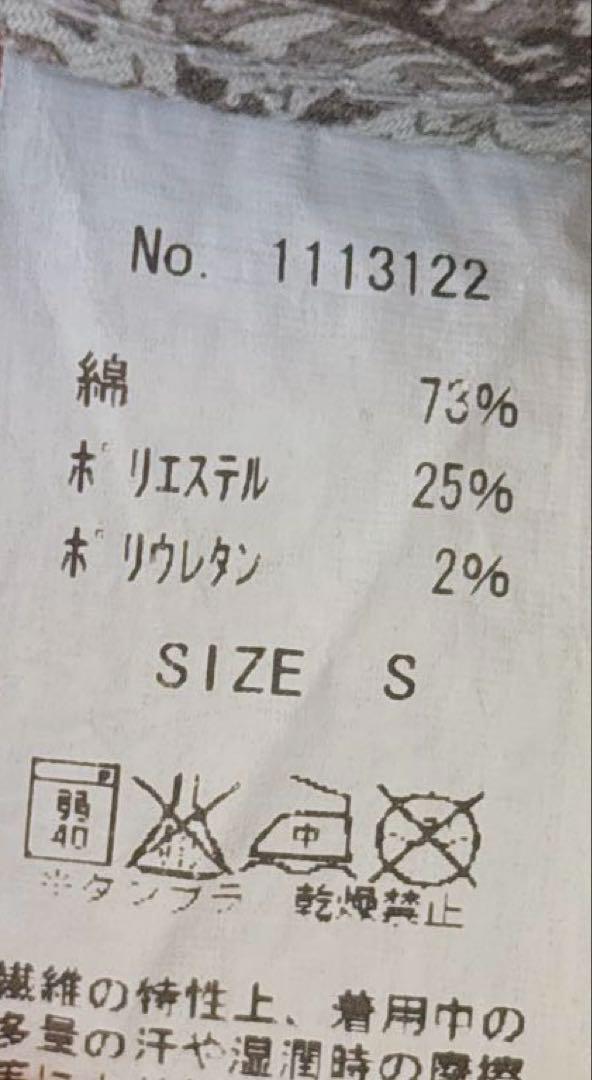 No. 1113122
綿 73%
ポリエステル 25%
ポリウレタン 2%
SIZE S
弱 40 中
※タンブラ 乾燥禁止
繊維の特性上、着用中の
多量の汗や湿潤時の摩擦